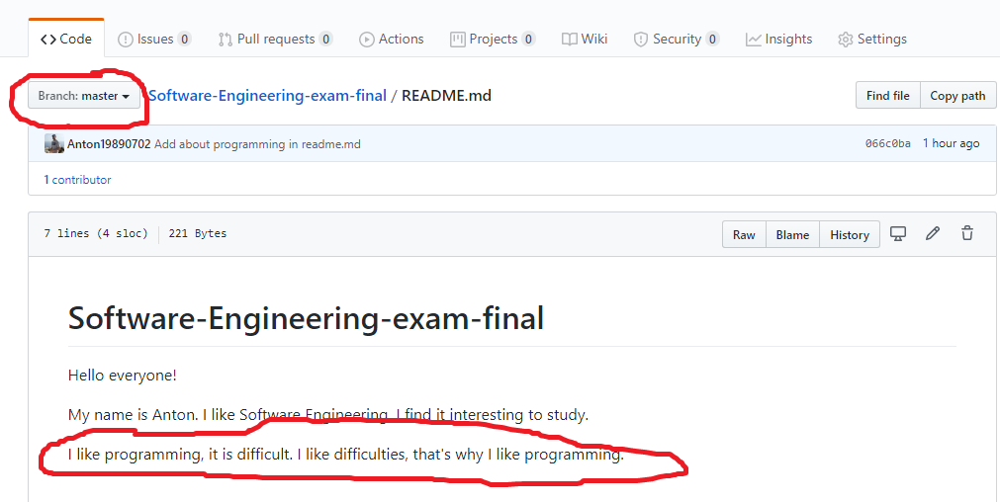 Code Issues 0 Pull requests 0 Actions Projects 0 Wiki Security 0 Insights Settings
Branch: master Software-Engineering-exam-final / README.md Find file Copy path
Anton19890702 Add about programming in readme.md 066c0ba 1 hour ago
1 contributor
7 lines (4 sloc) 221 Bytes Raw Blame History
Software-Engineering-exam-final
Hello everyone!
My name is Anton. I like Software Engineering. I find it interesting to study.
I like programming, it is difficult. I like difficulties, that's why I like programming.